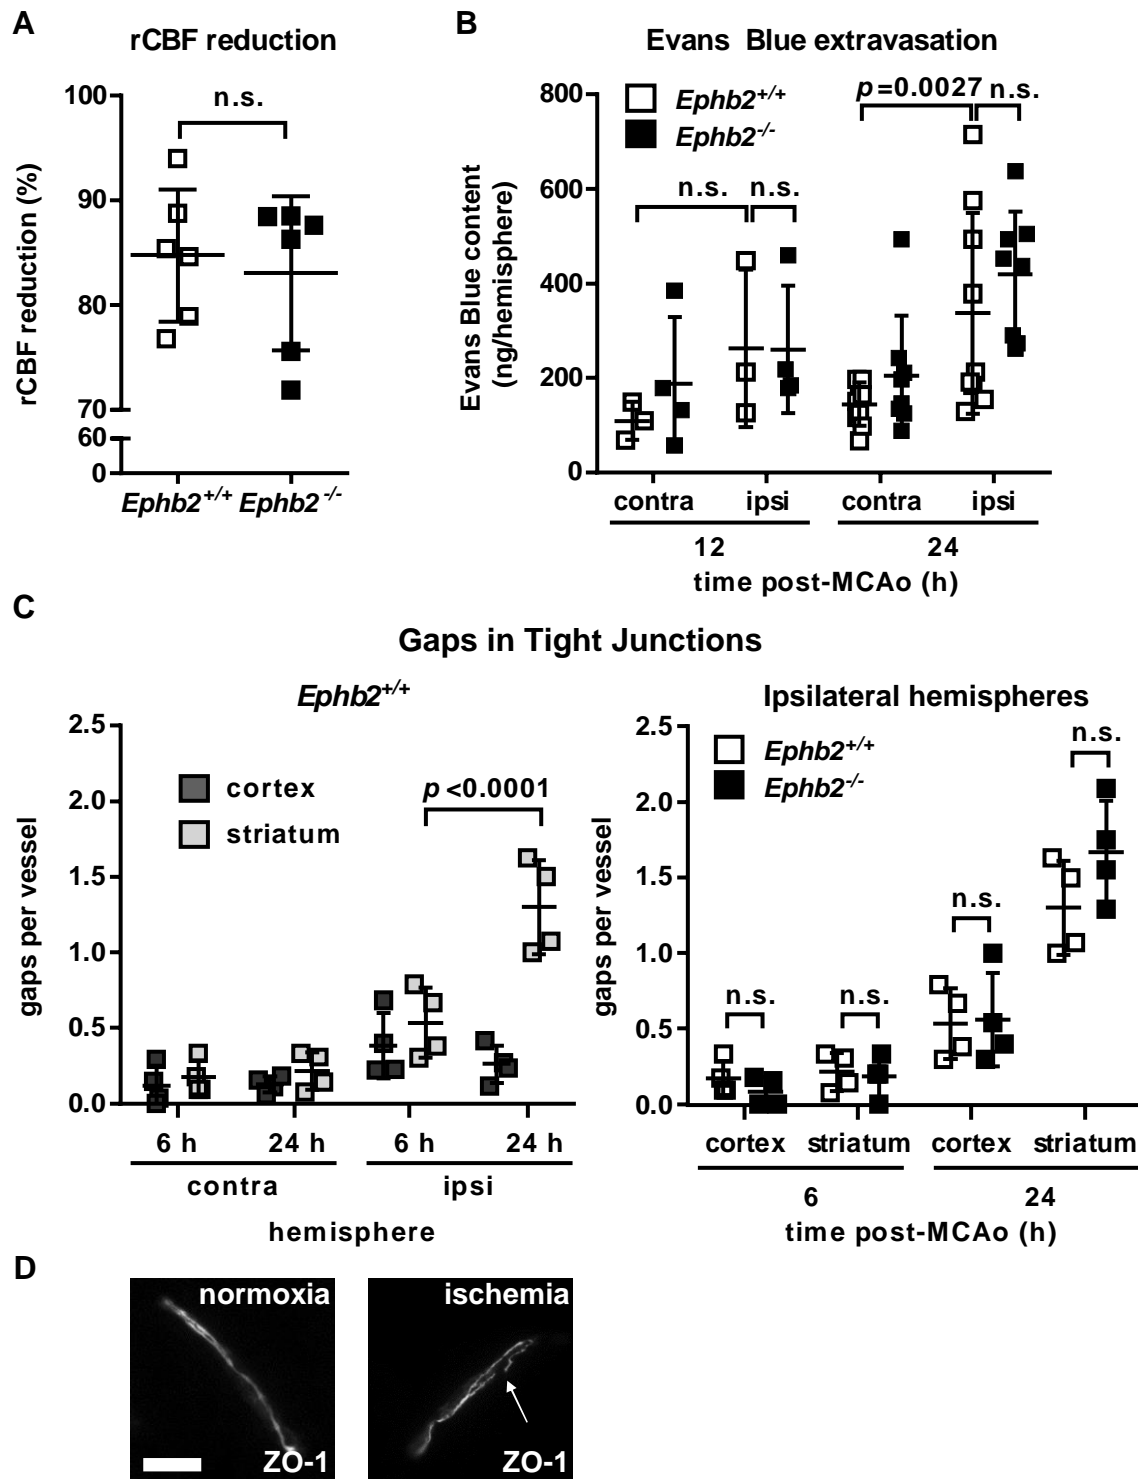 A
rCBF reduction
n.s.
rCBF reduction (%)
100
90
80
70
60
0
Ephb2+/+ Ephb2-/-
B
Evans Blue extravasation
Ephb2+/+
Ephb2-/-
p=0.0027 n.s.
n.s. n.s.
Evans Blue content
(ng/hemisphere)
800
600
400
200
0
contra ipsi contra ipsi
12 24
time post-MCAo (h)
C
Gaps in Tight Junctions
Ephb2+/+
cortex
striatum
p <0.0001
gaps per vessel
2.5
2.0
1.5
1.0
0.5
0.0
6 h 24 h 6 h 24 h
contra ipsi
hemisphere
Ipsilateral hemispheres
Ephb2+/+
Ephb2-/-
n.s.
n.s.
n.s. n.s.
gaps per vessel
2.5
2.0
1.5
1.0
0.5
0.0
cortex striatum cortex striatum
6 24
time post-MCAo (h)
D
normoxia
ZO-1
ischemia
ZO-1